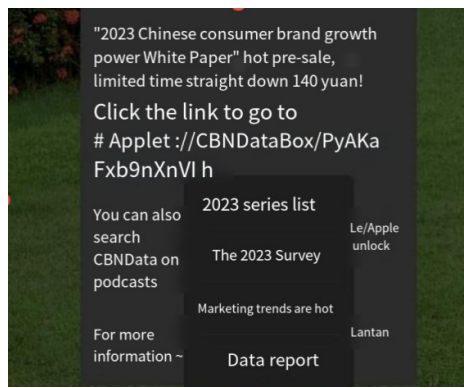 "2023 Chinese consumer brand growth
power White Paper" hot pre-sale,
limited time straight down 140 yuan!
Click the link to go to
# Applet ://CBNDataBox/PyAKa
Fxb9nXnVI h
You can also
search
CBNData on
podcasts
For more
information ~
2023 series list
The 2023 Survey
Marketing trends are hot
Data report
Le/Apple
unlock
Lantan